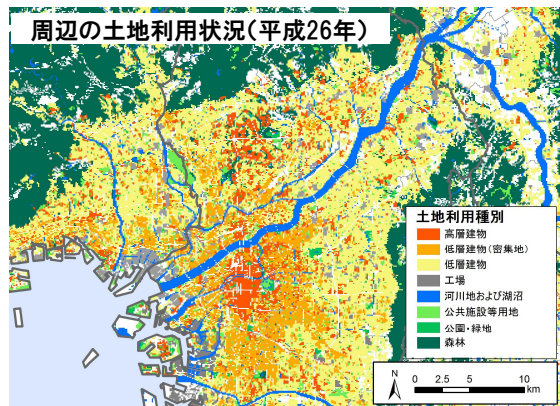 周辺の土地利用状況(平成26年)
土地利用種別
高層建物
低層建物(密集地)
低層建物
工場
河川地および湖沼
公共施設等用地
公園・緑地
森林
N
0 2.5 5 10
km